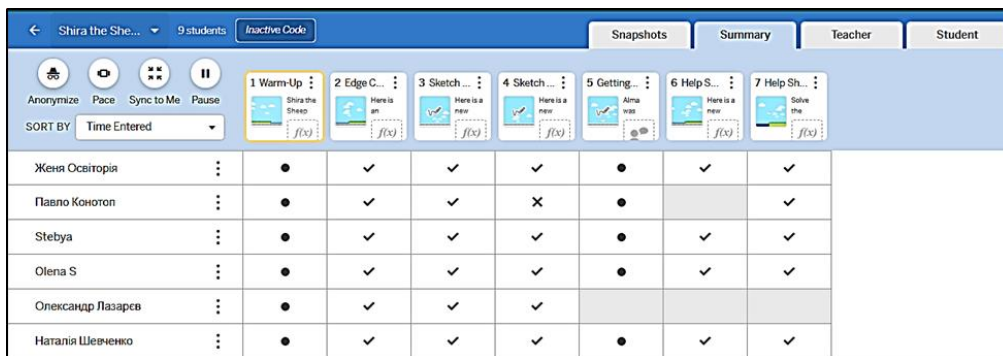 Shira the She... 9 students Inactive Code
Snapshots Summary Teacher Student
Anonymize Pace Sync to Me Pause
SORT BY Time Entered
1 Warm-Up
Shira the
Sheep
f(x)
2 Edge C...
Here is
an
f(x)
3 Sketch ...
Here is a
new
f(x)
4 Sketch ...
Here is a
new
f(x)
5 Getting...
Alma
was
6 Help S...
Here is a
new
f(x)
7 Help Sh...
Solve
the
f(x)
Женя Освіторія
Павло Конотоп
Stebya
Olena S
Олександр Лазарєв
Наталія Шевченко